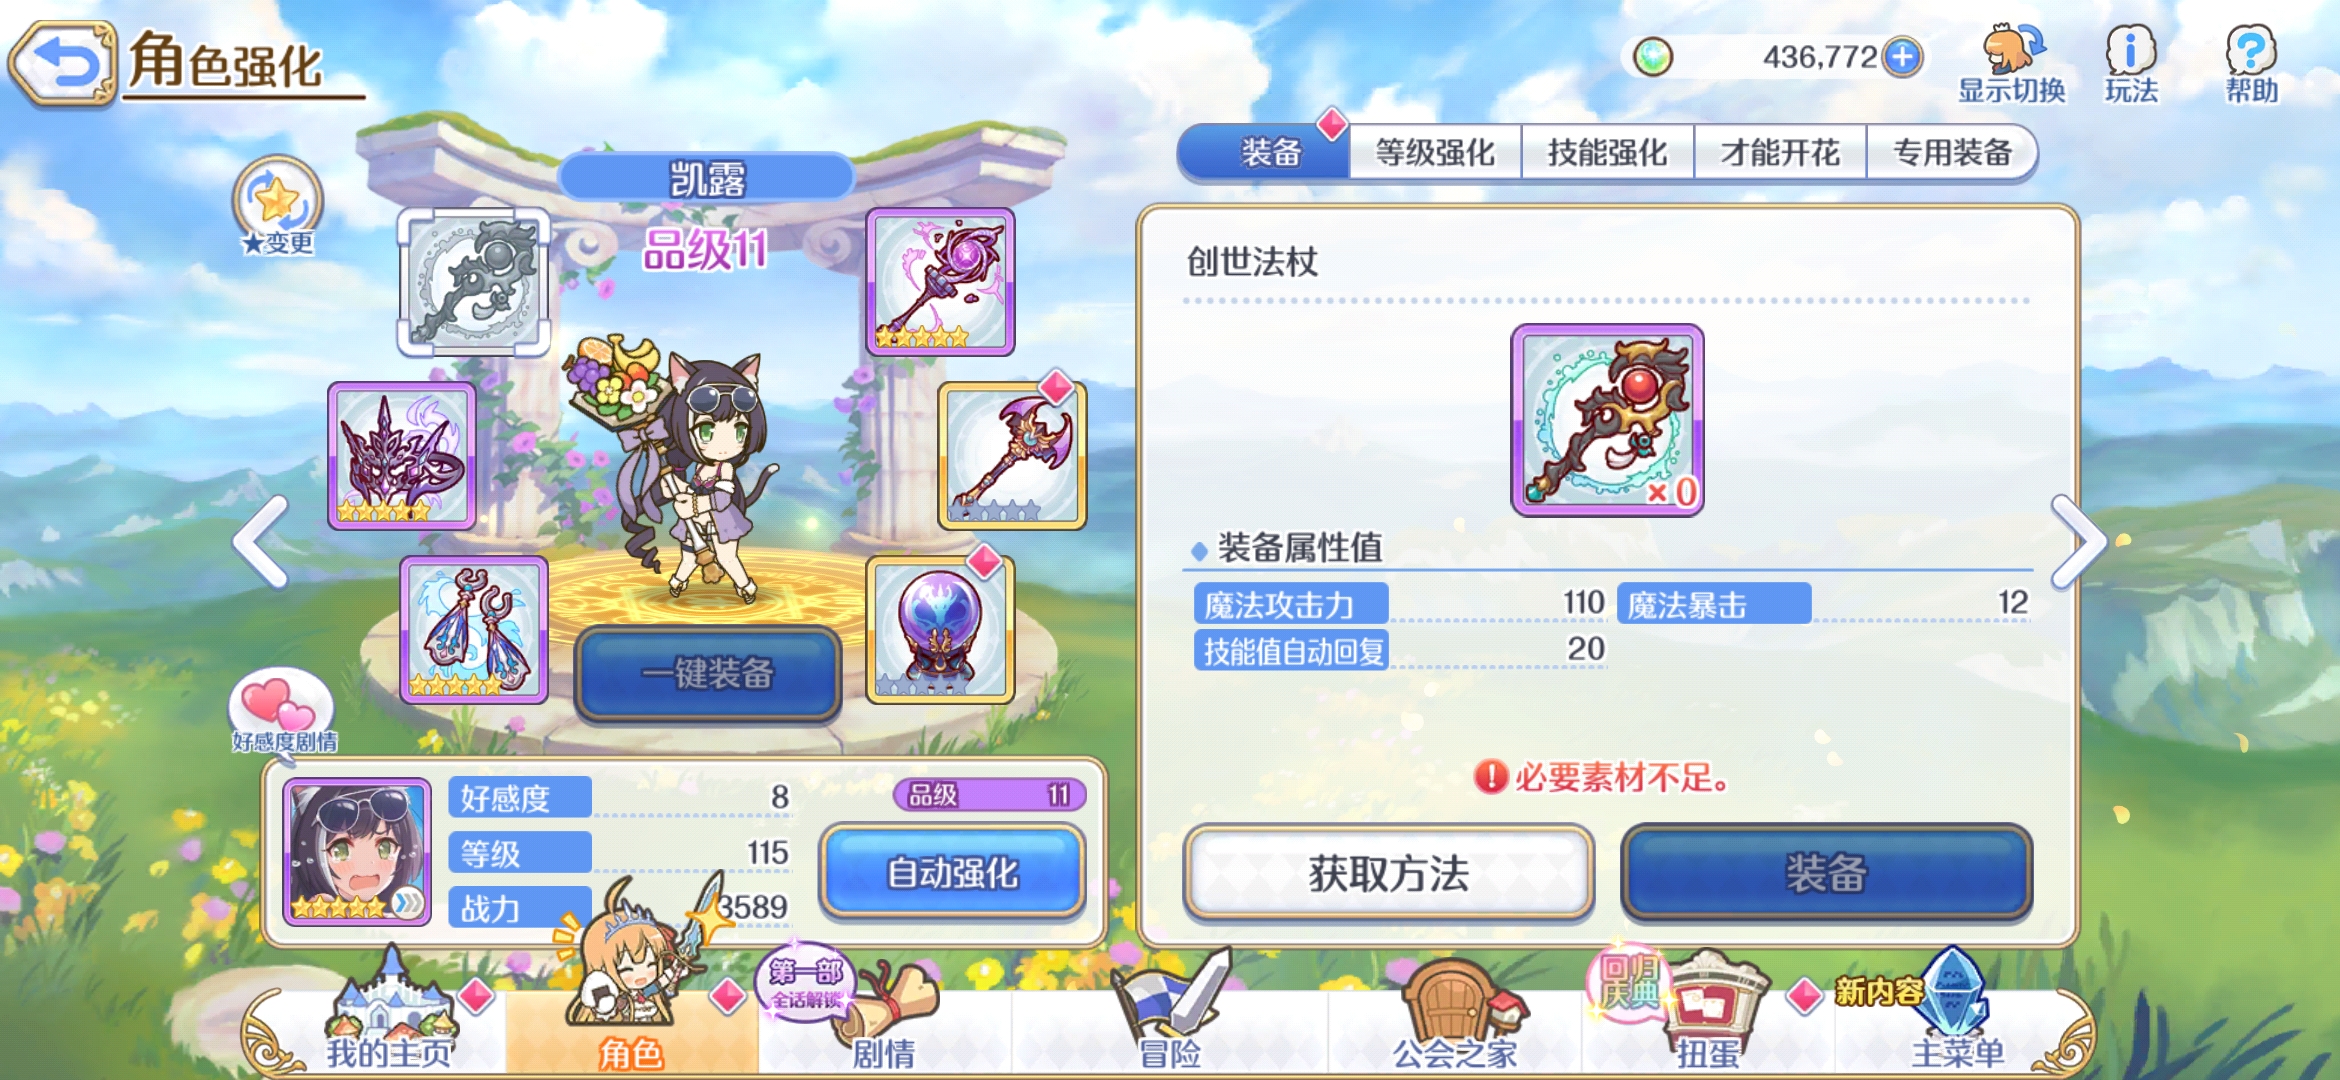 角色强化
436,772
显示切换
玩法
帮助
★变更
凯露
品级11
装备
等级强化
技能强化
才能开花
专用装备
创世法杖
×0
装备属性值
魔法攻击力 110
魔法暴击 12
技能值自动回复 20
必要素材不足。
获取方法
装备
一键装备
好感度剧情
好感度 8
等级 115
战力 3589
品级 11
自动强化
我的主页
角色
第一部
全话解锁
剧情
冒险
公会之家
回归
庆典
扭蛋
新内容
主菜单